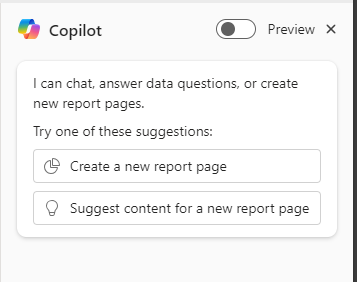 Copilot
Preview
I can chat, answer data questions, or create
new report pages.
Try one of these suggestions:
Create a new report page
Suggest content for a new report page